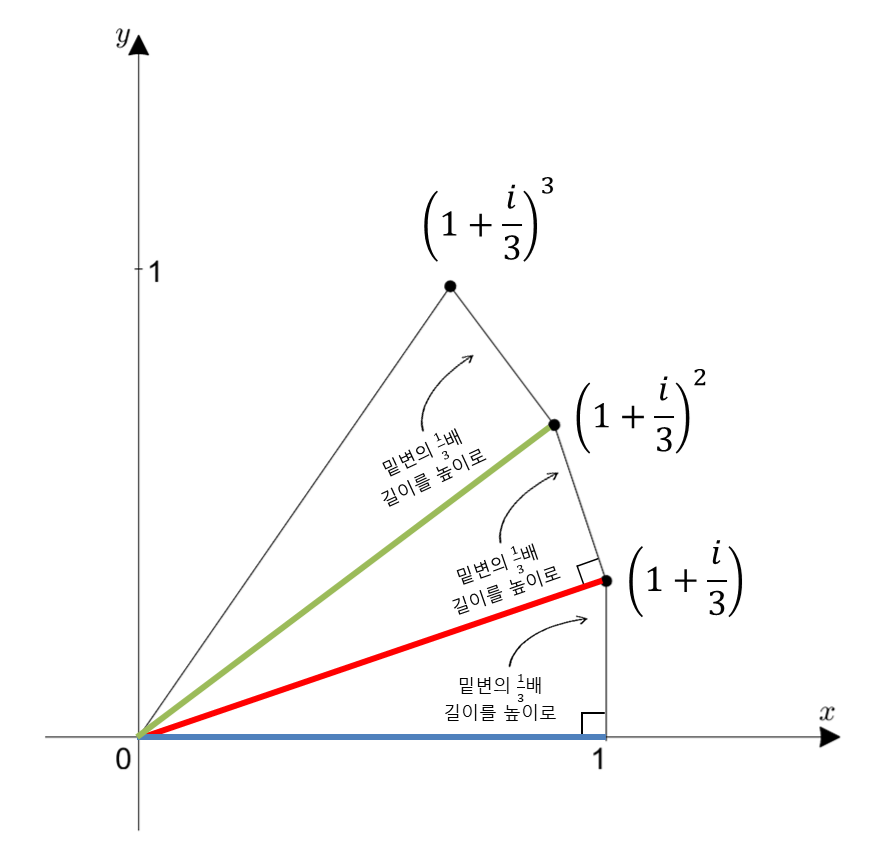 y
(1 + i/3)³
1
(1 + i/3)²
밑변의 1/3배
길이를 높이로
밑변의 1/3배
길이를 높이로
(1 + i/3)
밑변의 1/3배
길이를 높이로
x
0
1